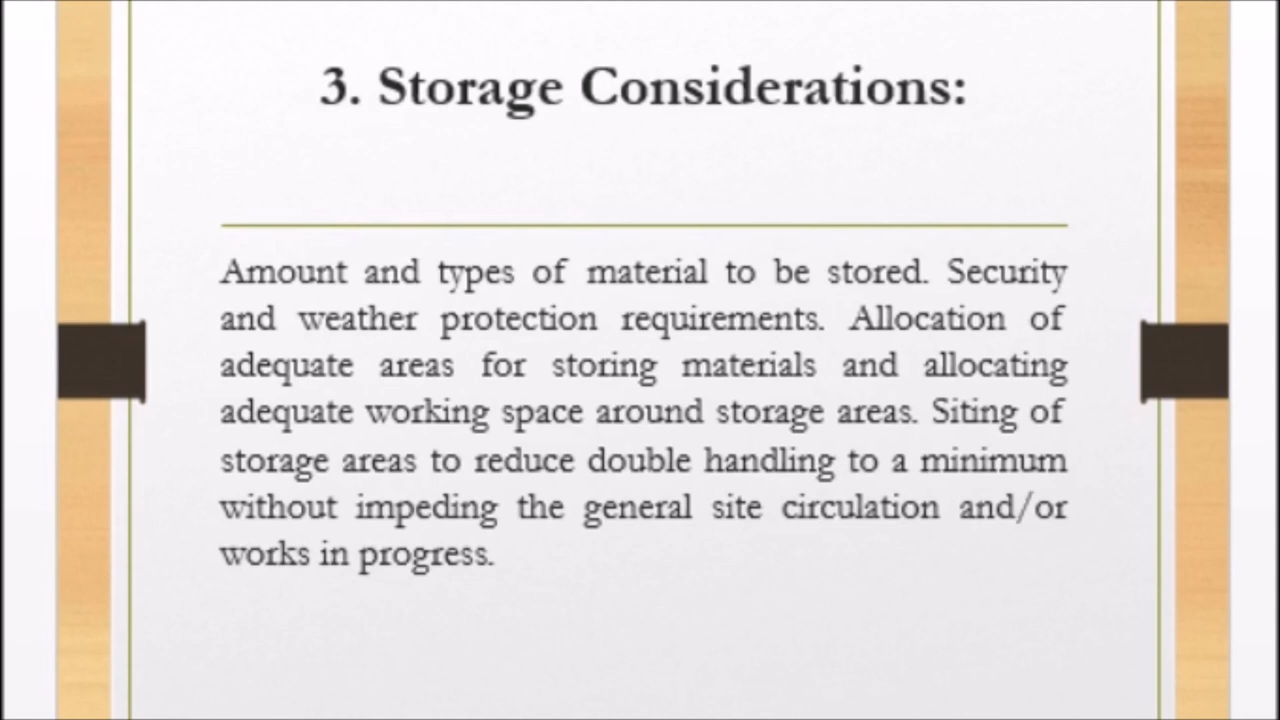 3. Storage Considerations:
Amount and types of material to be stored. Security
and weather protection requirements. Allocation of
adequate areas for storing materials and allocating
adequate working space around storage areas. Siting of
storage areas to reduce double handling to a minimum
without impeding the general site circulation and/or
works in progress.